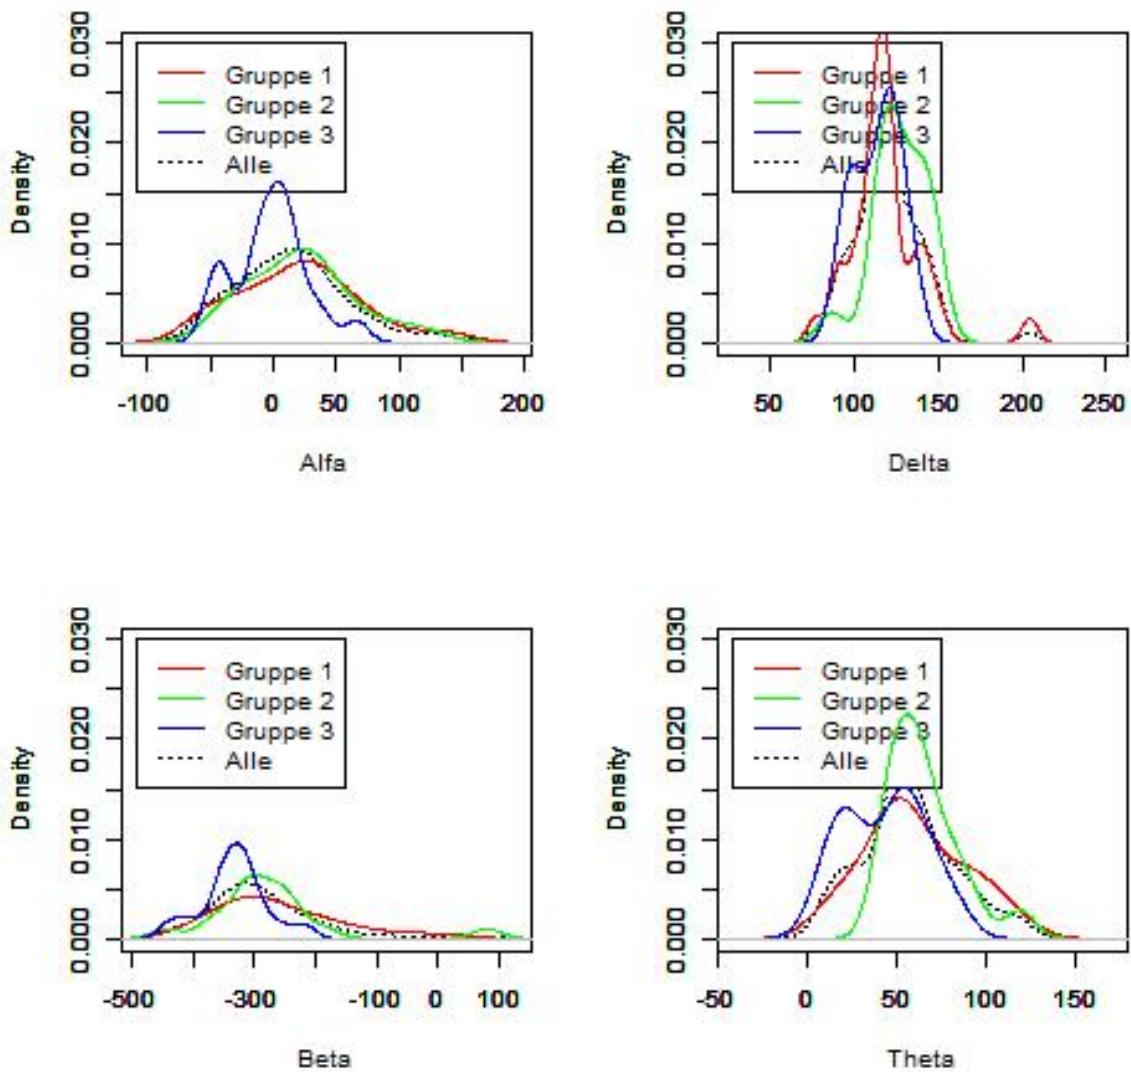 0.030
0.020
0.010
0.000
Density
Gruppe 1
Gruppe 2
Gruppe 3
Alle
-100 0 50 100 200
Alfa
0.030
0.020
0.010
0.000
Density
Gruppe 1
Gruppe 2
Gruppe 3
Alle
50 100 150 200 250
Delta
0.030
0.020
0.010
0.000
Density
Gruppe 1
Gruppe 2
Gruppe 3
Alle
-500 -300 -100 0 100
Beta
0.030
0.020
0.010
0.000
Density
Gruppe 1
Gruppe 2
Gruppe 3
Alle
-50 0 50 100 150
Theta